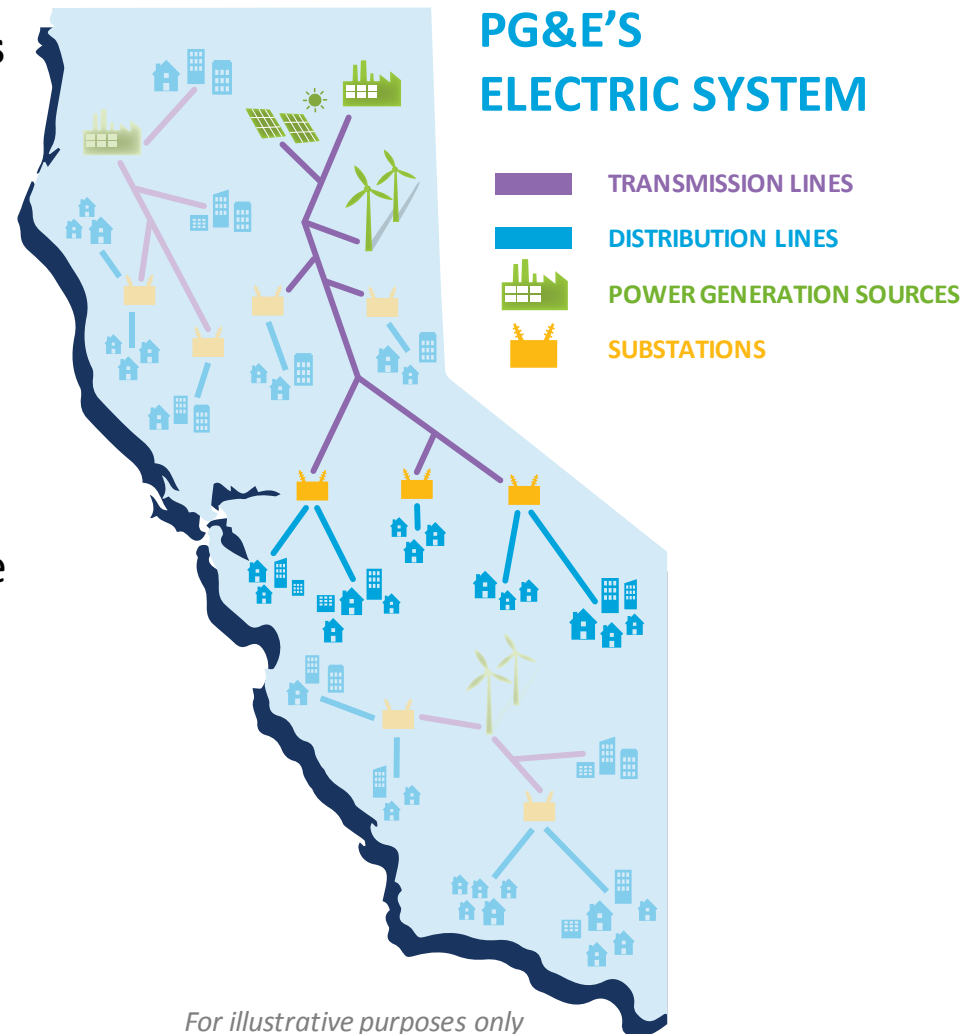 PG&E'S
ELECTRIC SYSTEM
TRANSMISSION LINES
DISTRIBUTION LINES
POWER GENERATION SOURCES
SUBSTATIONS
For illustrative purposes only